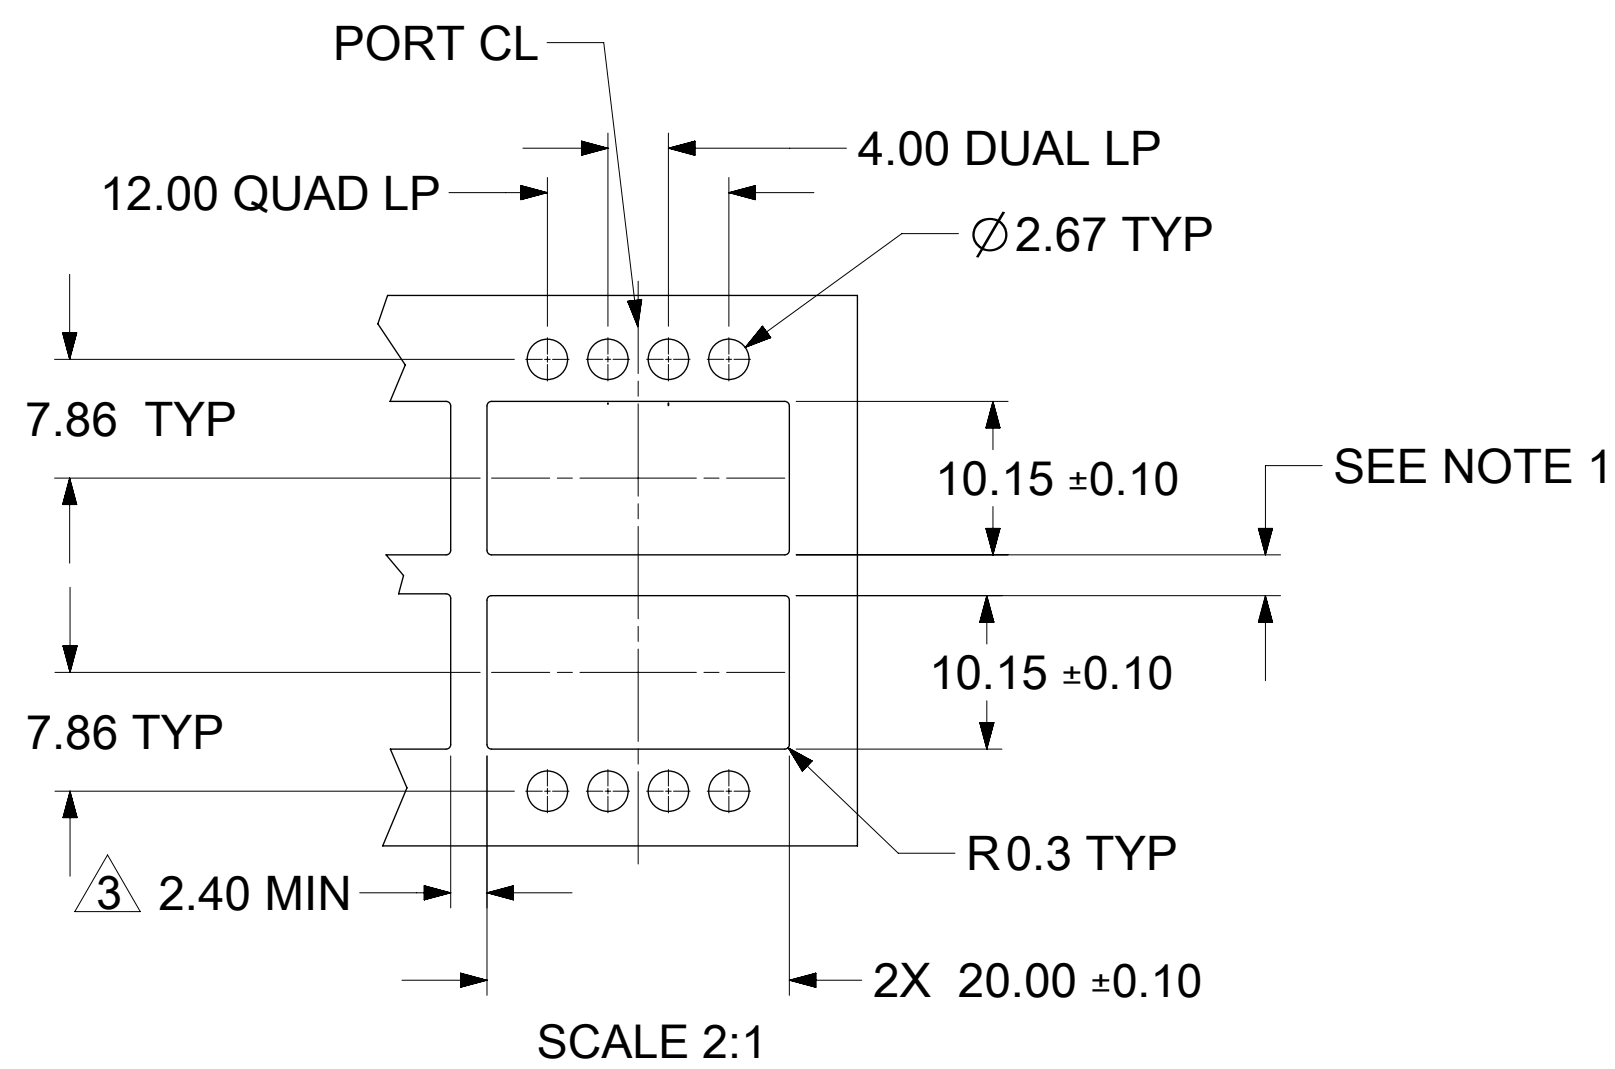 PORT CL
4.00 DUAL LP
12.00 QUAD LP
∅2.67 TYP
7.86 TYP
10.15 ±0.10
SEE NOTE 1
10.15 ±0.10
7.86 TYP
R0.3 TYP
3 2.40 MIN
2X 20.00 ±0.10
SCALE 2:1